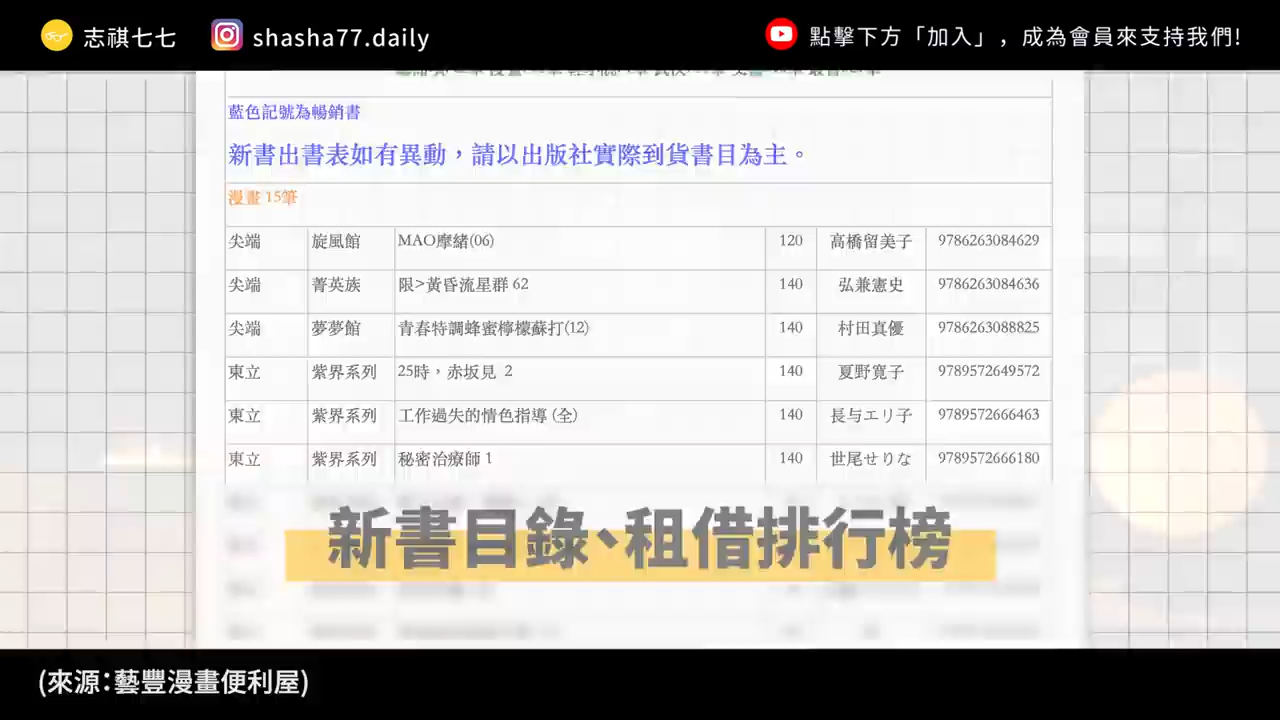 志祺七七 shasha77.daily 點擊下方「加入」，成為會員來支持我們!
藍色記號為暢銷書
新書出書表如有異動，請以出版社實際到貨書目為主。
漫畫 15筆
尖端 旋風館 MAO摩緒(06) 120 高橋留美子 9786263084629
尖端 菁英族 限>黃昏流星群 62 140 弘兼憲史 9786263084636
尖端 夢夢館 青春特調蜂蜜檸檬蘇打(12) 140 村田真優 9786263088825
東立 紫界系列 25時，赤坂見 2 140 夏野寛子 9789572649572
東立 紫界系列 工作過失的情色指導 (全) 140 長与エリ子 9789572666463
東立 紫界系列 秘密治療師 1 140 世尾せりな 9789572666180
新書目錄、租借排行榜
(來源：藝豐漫畫便利屋)